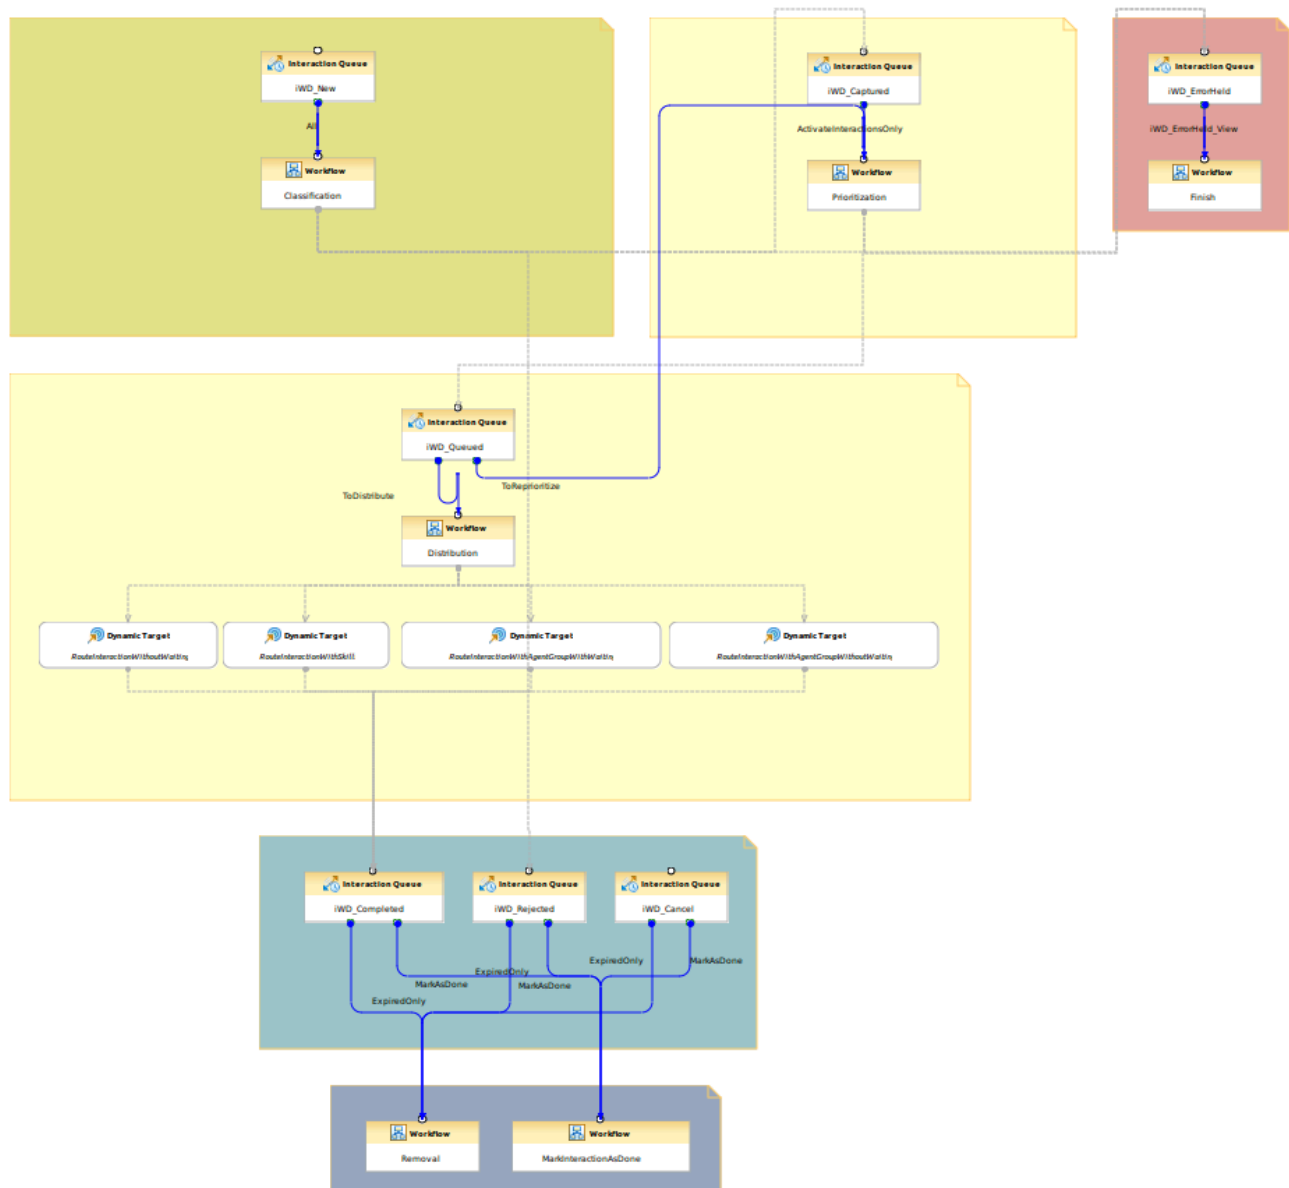 Interaction Queue
iWD_New
All
Workflow
Classification
Interaction Queue
iWD_Captured
ActivateInteractionsOnly
Workflow
Prioritization
Interaction Queue
iWD_ErrorHeld
iWD_ErrorHeld_View
Workflow
Finish
Interaction Queue
iWD_Queued
ToDistribute
ToReprioritize
Workflow
Distribution
Dynamic Target
RouteInteractionWithoutWaitin
Dynamic Target
RouteInteractionWithSkill
Dynamic Target
RouteInteractionWithAgentGroupWithWaitin
Dynamic Target
RouteInteractionWithAgentGroupWithoutWaitin
Interaction Queue
iWD_Completed
Interaction Queue
iWD_Rejected
Interaction Queue
iWD_Cancel
ExpiredOnly
MarkAsDone
ExpiredOnly
MarkAsDone
MarkAsDone
ExpiredOnly
Workflow
Removal
Workflow
MarkInteractionAsDone